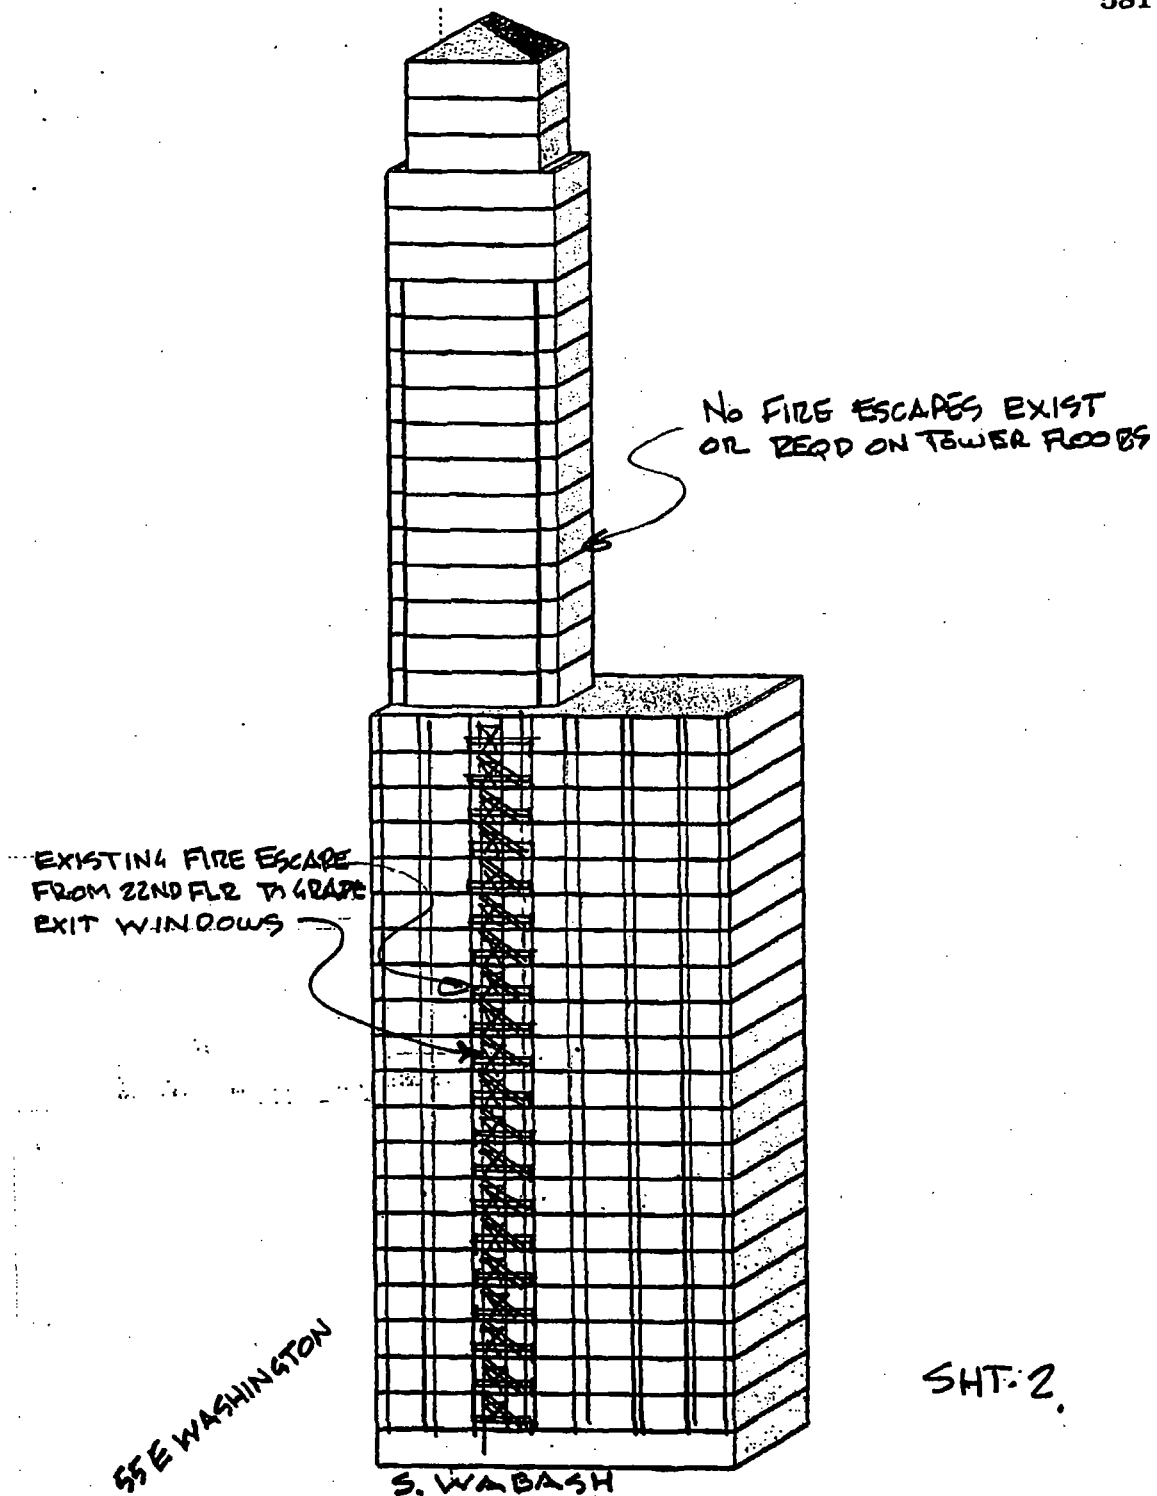 581
No FIRE ESCAPES EXIST
OR REQD ON TOWER FLOORS
EXISTING FIRE ESCAPE
FROM 22ND FLR TO GRADE
EXIT WINDOWS
55 E WASHINGTON
S. WABASH
SHT. 2